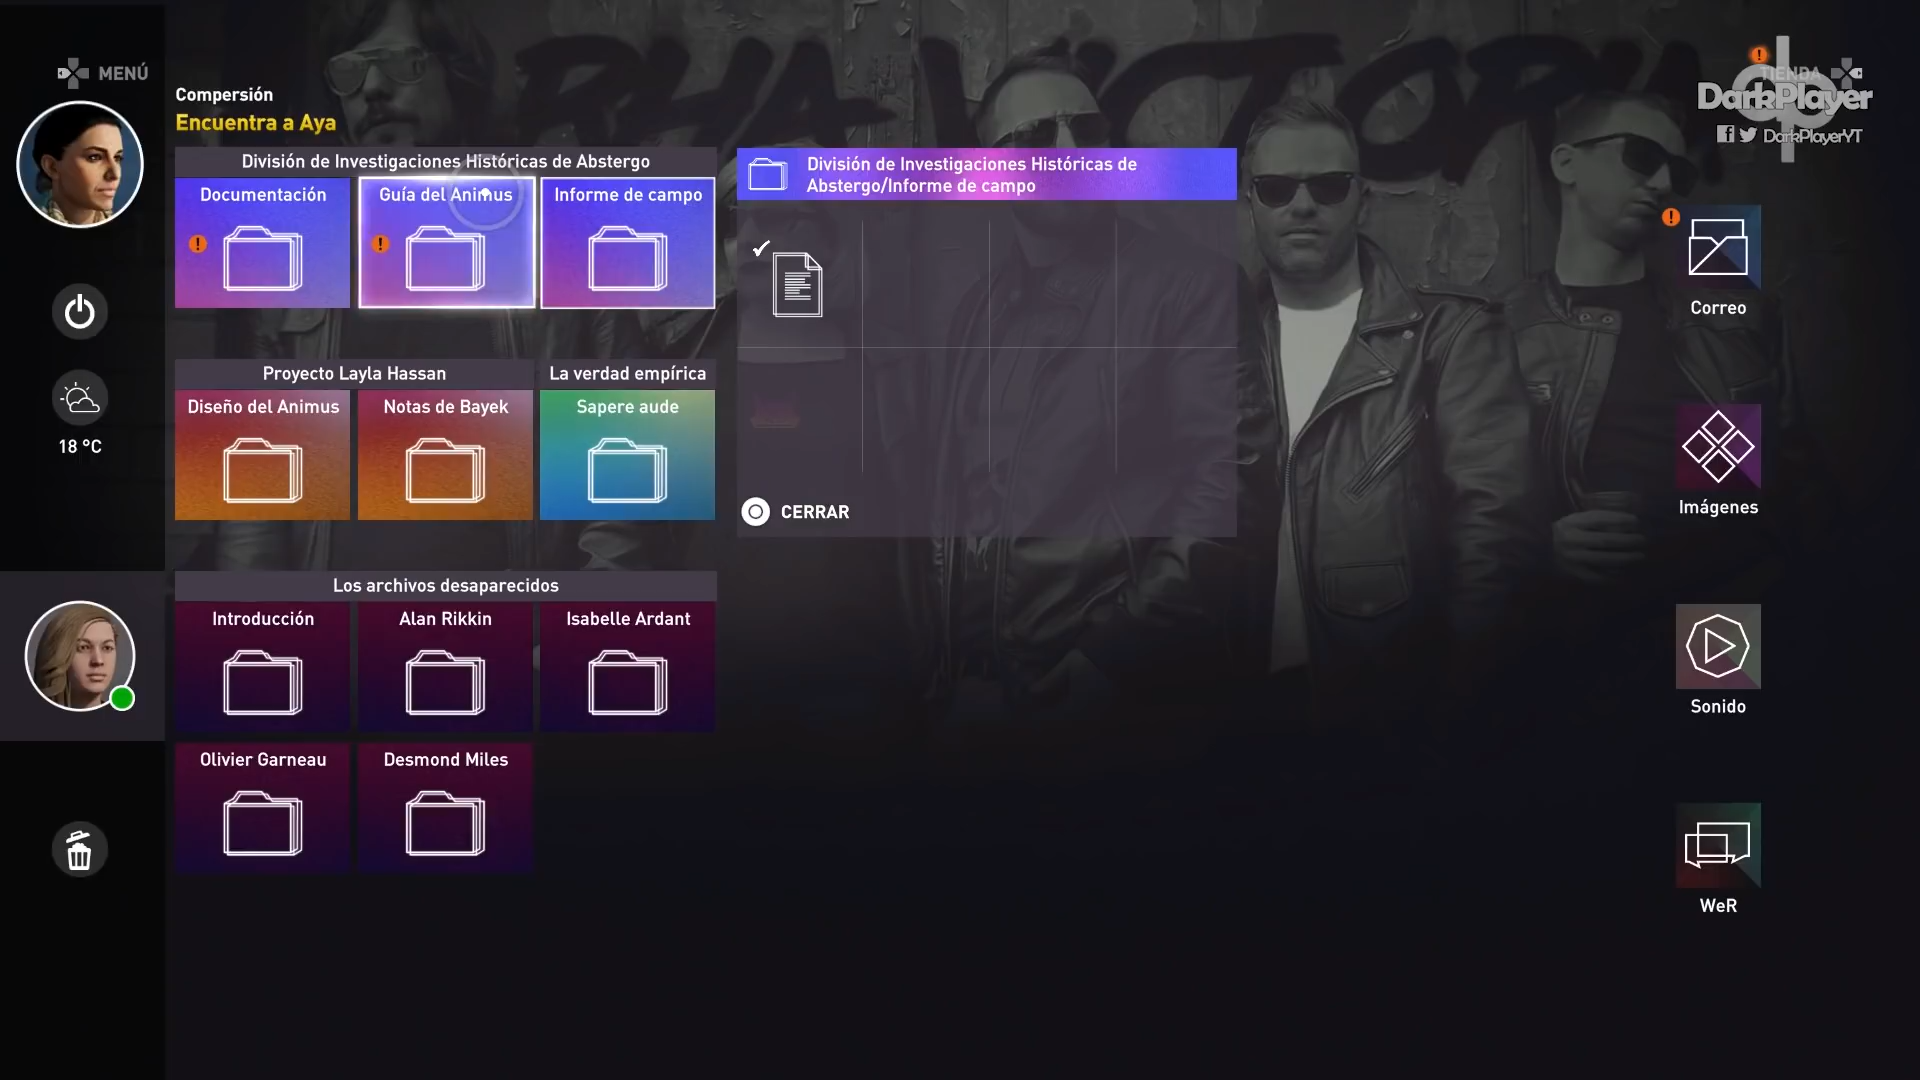 MENÚ
Compersión
Encuentra a Aya
División de Investigaciones Históricas de Abstergo
Documentación
Guía del Animus
Informe de campo
División de Investigaciones Históricas de
Abstergo/Informe de campo
Proyecto Layla Hassan
La verdad empírica
Diseño del Animus
Notas de Bayek
Sapere aude
18 °C
CERRAR
Los archivos desaparecidos
Introducción
Alan Rikkin
Isabelle Ardant
Olivier Garneau
Desmond Miles
TIENDA
DarkPlayer
DarkPlayerYT
Correo
Imágenes
Sonido
WeR